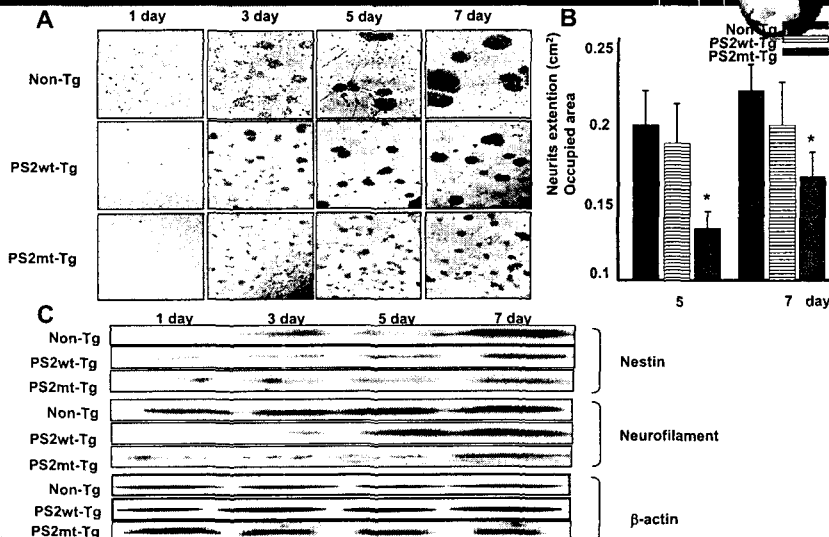 A
1 day 3 day 5 day 7 day
Non-Tg
PS2wt-Tg
PS2mt-Tg
B
Non-Tg
PS2wt-Tg
PS2mt-Tg
Neurits extention (cm²)
Occupied area
0.25
0.2
0.15
0.1
* *
5 7 day
C
1 day 3 day 5 day 7 day
Non-Tg
PS2wt-Tg
PS2mt-Tg
Nestin
Non-Tg
PS2wt-Tg
PS2mt-Tg
Neurofilament
Non-Tg
PS2wt-Tg
PS2mt-Tg
β-actin